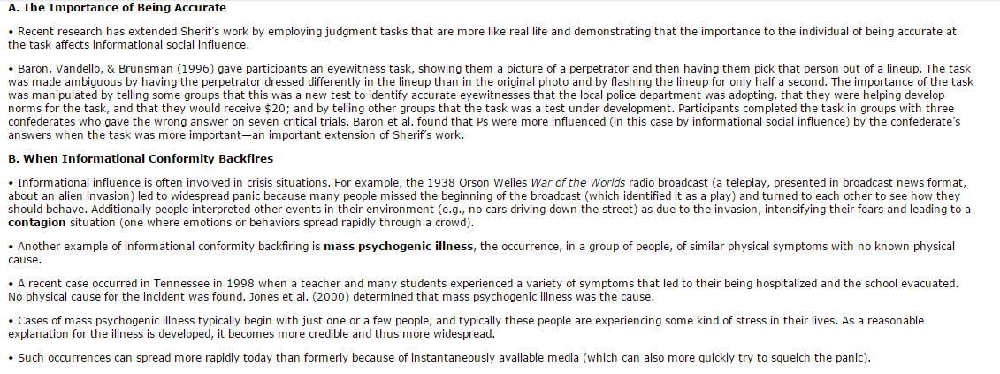 A. The Importance of Being Accurate
• Recent research has extended Sherif's work by employing judgment tasks that are more like real life and demonstrating that the importance to the individual of being accurate at
the task affects informational social influence.
• Baron, Vandello, & Brunsman (1996) gave participants an eyewitness task, showing them a picture of a perpetrator and then having them pick that person out of a lineup. The task
was made ambiguous by having the perpetrator dressed differently in the lineup than in the original photo and by flashing the lineup for only half a second. The importance of the task
was manipulated by telling some groups that this was a new test to identify accurate eyewitnesses that the local police department was adopting, that they were helping develop
norms for the task, and that they would receive $20; and by telling other groups that the task was a test under development. Participants completed the task in groups with three
confederates who gave the wrong answer on seven critical trials. Baron et al. found that Ps were more influenced (in this case by informational social influence) by the confederate's
answers when the task was more important—an important extension of Sherif's work.
B. When Informational Conformity Backfires
• Informational influence is often involved in crisis situations. For example, the 1938 Orson Welles War of the Worlds radio broadcast (a teleplay, presented in broadcast news format,
about an alien invasion) led to widespread panic because many people missed the beginning of the broadcast (which identified it as a play) and turned to each other to see how they
should behave. Additionally people interpreted other events in their environment (e.g., no cars driving down the street) as due to the invasion, intensifying their fears and leading to a
contagion situation (one where emotions or behaviors spread rapidly through a crowd).
• Another example of informational conformity backfiring is mass psychogenic illness, the occurrence, in a group of people, of similar physical symptoms with no known physical
cause.
• A recent case occurred in Tennessee in 1998 when a teacher and many students experienced a variety of symptoms that led to their being hospitalized and the school evacuated.
No physical cause for the incident was found. Jones et al. (2000) determined that mass psychogenic illness was the cause.
• Cases of mass psychogenic illness typically begin with just one or a few people, and typically these people are experiencing some kind of stress in their lives. As a reasonable
explanation for the illness is developed, it becomes more credible and thus more widespread.
• Such occurrences can spread more rapidly today than formerly because of instantaneously available media (which can also more quickly try to squelch the panic).